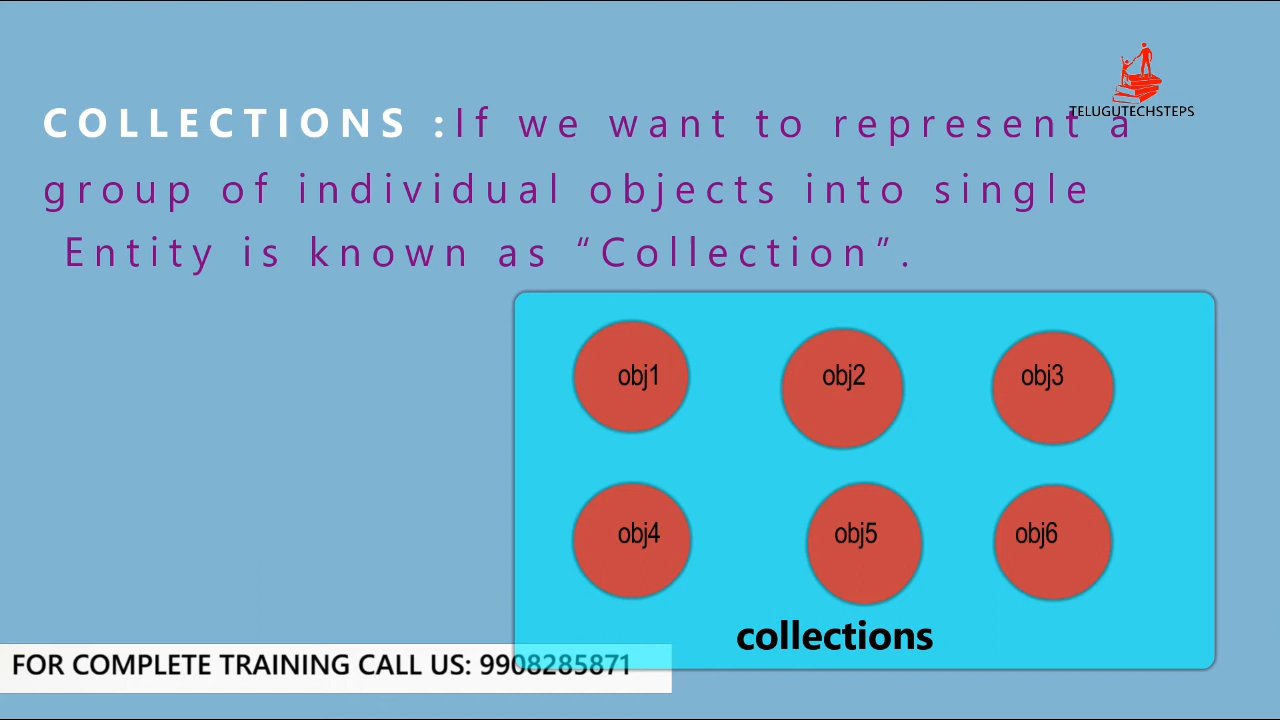 TELUGUTECHSTEPS
COLLECTIONS :If we want to represent a
group of individual objects into single
Entity is known as “Collection”.
obj1 obj2 obj3
obj4 obj5 obj6
collections
FOR COMPLETE TRAINING CALL US: 9908285871